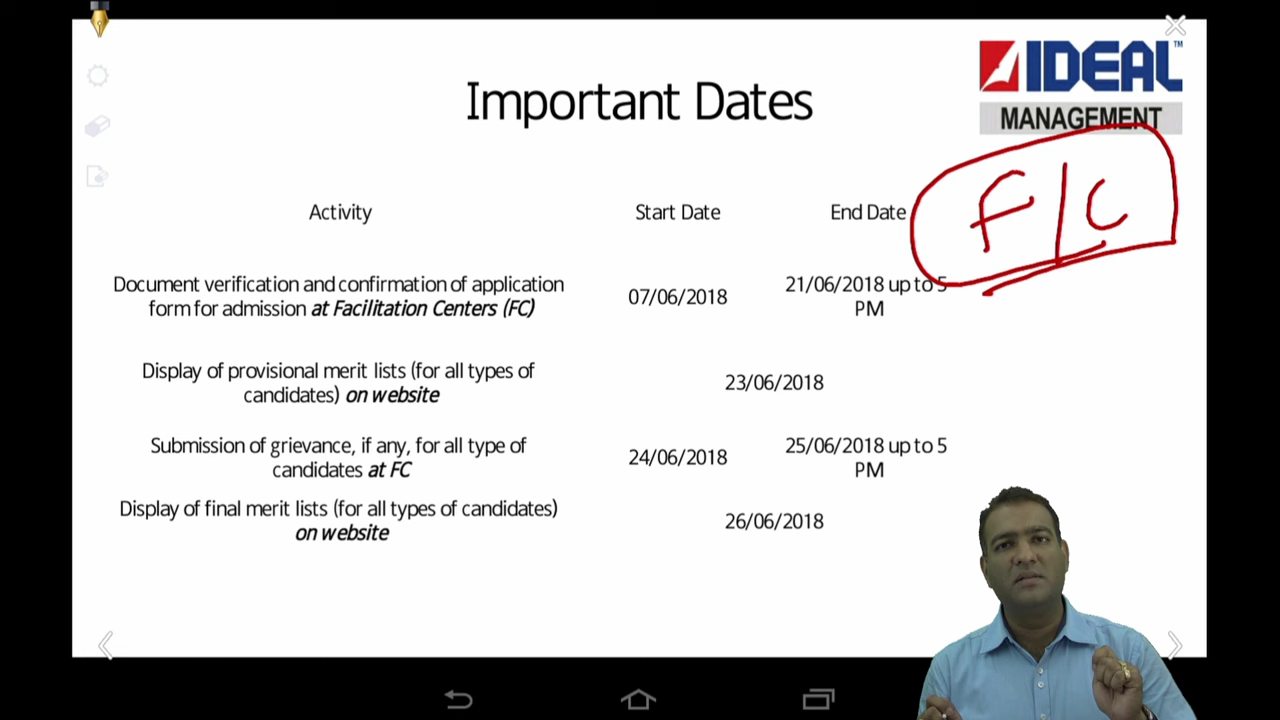 Important Dates
IDEAL™
MANAGEMENT
F/C
Activity Start Date End Date
Document verification and confirmation of application
form for admission at Facilitation Centers (FC)
07/06/2018
21/06/2018 up to 5
PM
Display of provisional merit lists (for all types of
candidates) on website
23/06/2018
Submission of grievance, if any, for all type of
candidates at FC
24/06/2018
25/06/2018 up to 5
PM
Display of final merit lists (for all types of candidates)
on website
26/06/2018